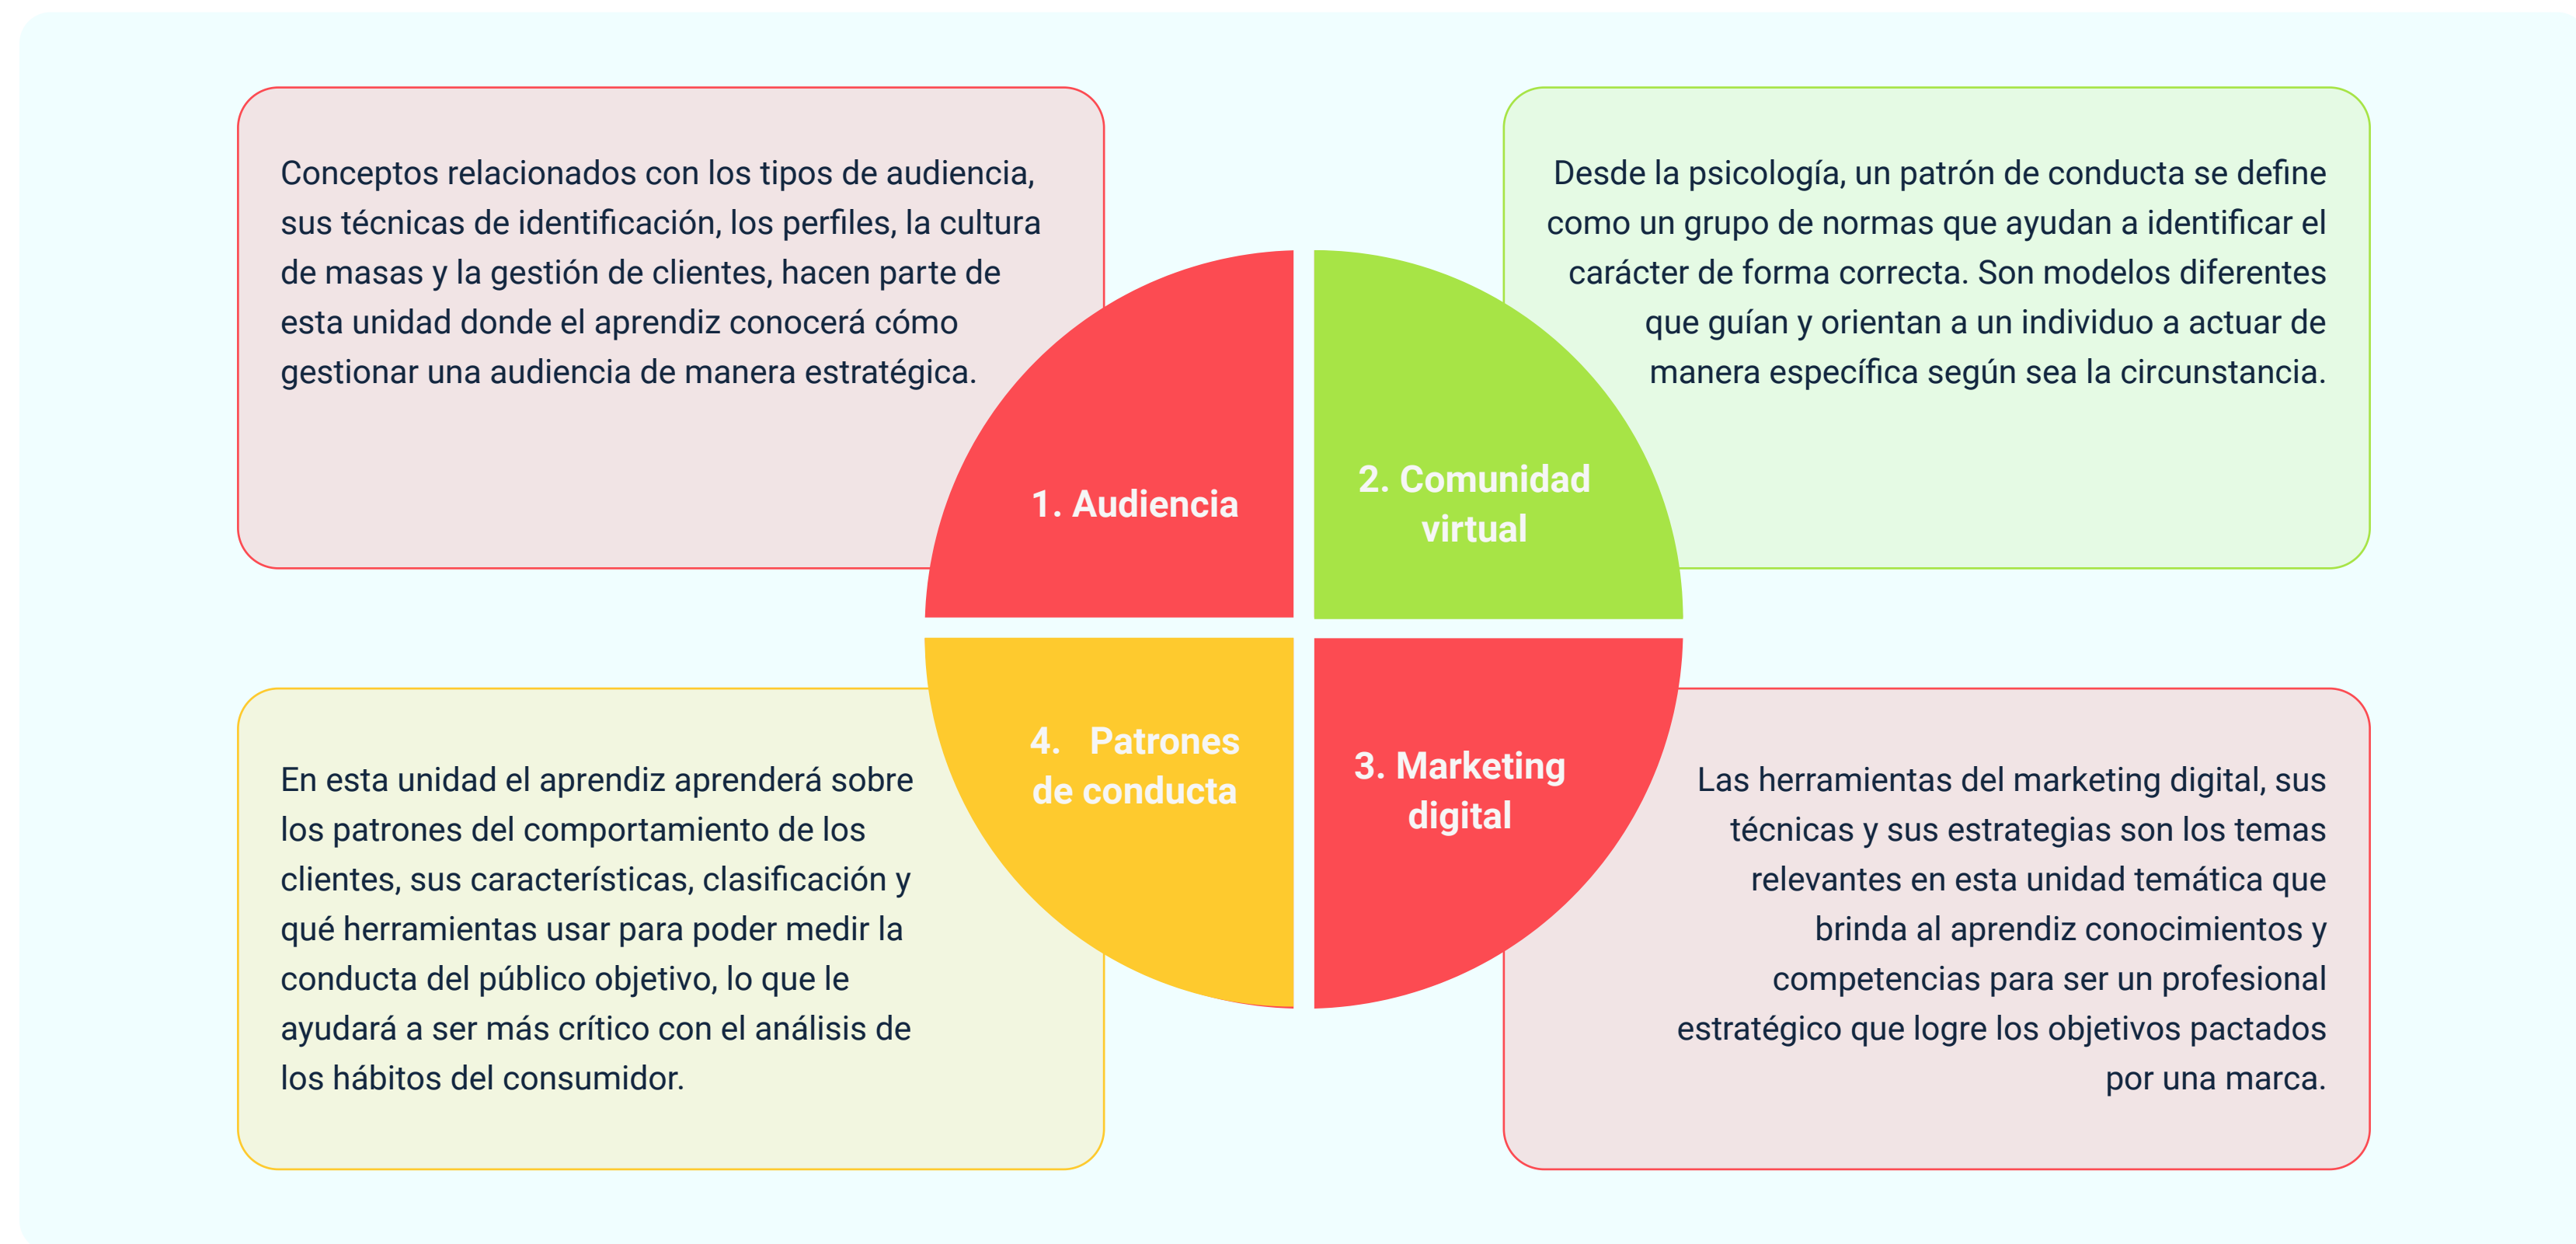 Conceptos relacionados con los tipos de audiencia,
sus técnicas de identificación, los perfiles, la cultura
de masas y la gestión de clientes, hacen parte de
esta unidad donde el aprendiz conocerá cómo
gestionar una audiencia de manera estratégica.
1. Audiencia
Desde la psicología, un patrón de conducta se define
como un grupo de normas que ayudan a identificar el
carácter de forma correcta. Son modelos diferentes
que guían y orientan a un individuo a actuar de
manera específica según sea la circunstancia.
2. Comunidad
virtual
4. Patrones
de conducta
En esta unidad el aprendiz aprenderá sobre
los patrones del comportamiento de los
clientes, sus características, clasificación y
qué herramientas usar para poder medir la
conducta del público objetivo, lo que le
ayudará a ser más crítico con el análisis de
los hábitos del consumidor.
3. Marketing
digital
Las herramientas del marketing digital, sus
técnicas y sus estrategias son los temas
relevantes en esta unidad temática que
brinda al aprendiz conocimientos y
competencias para ser un profesional
estratégico que logre los objetivos pactados
por una marca.